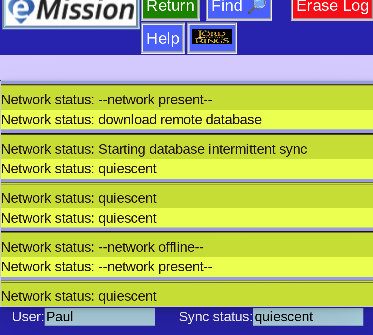 eMission
Return
Find
Erase Log
Help
LORD
RINGS
Network status: --network present--
Network status: download remote database
Network status: Starting database intermittent sync
Network status: quiescent
Network status: quiescent
Network status: quiescent
Network status: --network offline--
Network status: --network present--
Network status: quiescent
User: Paul Sync status: quiescent